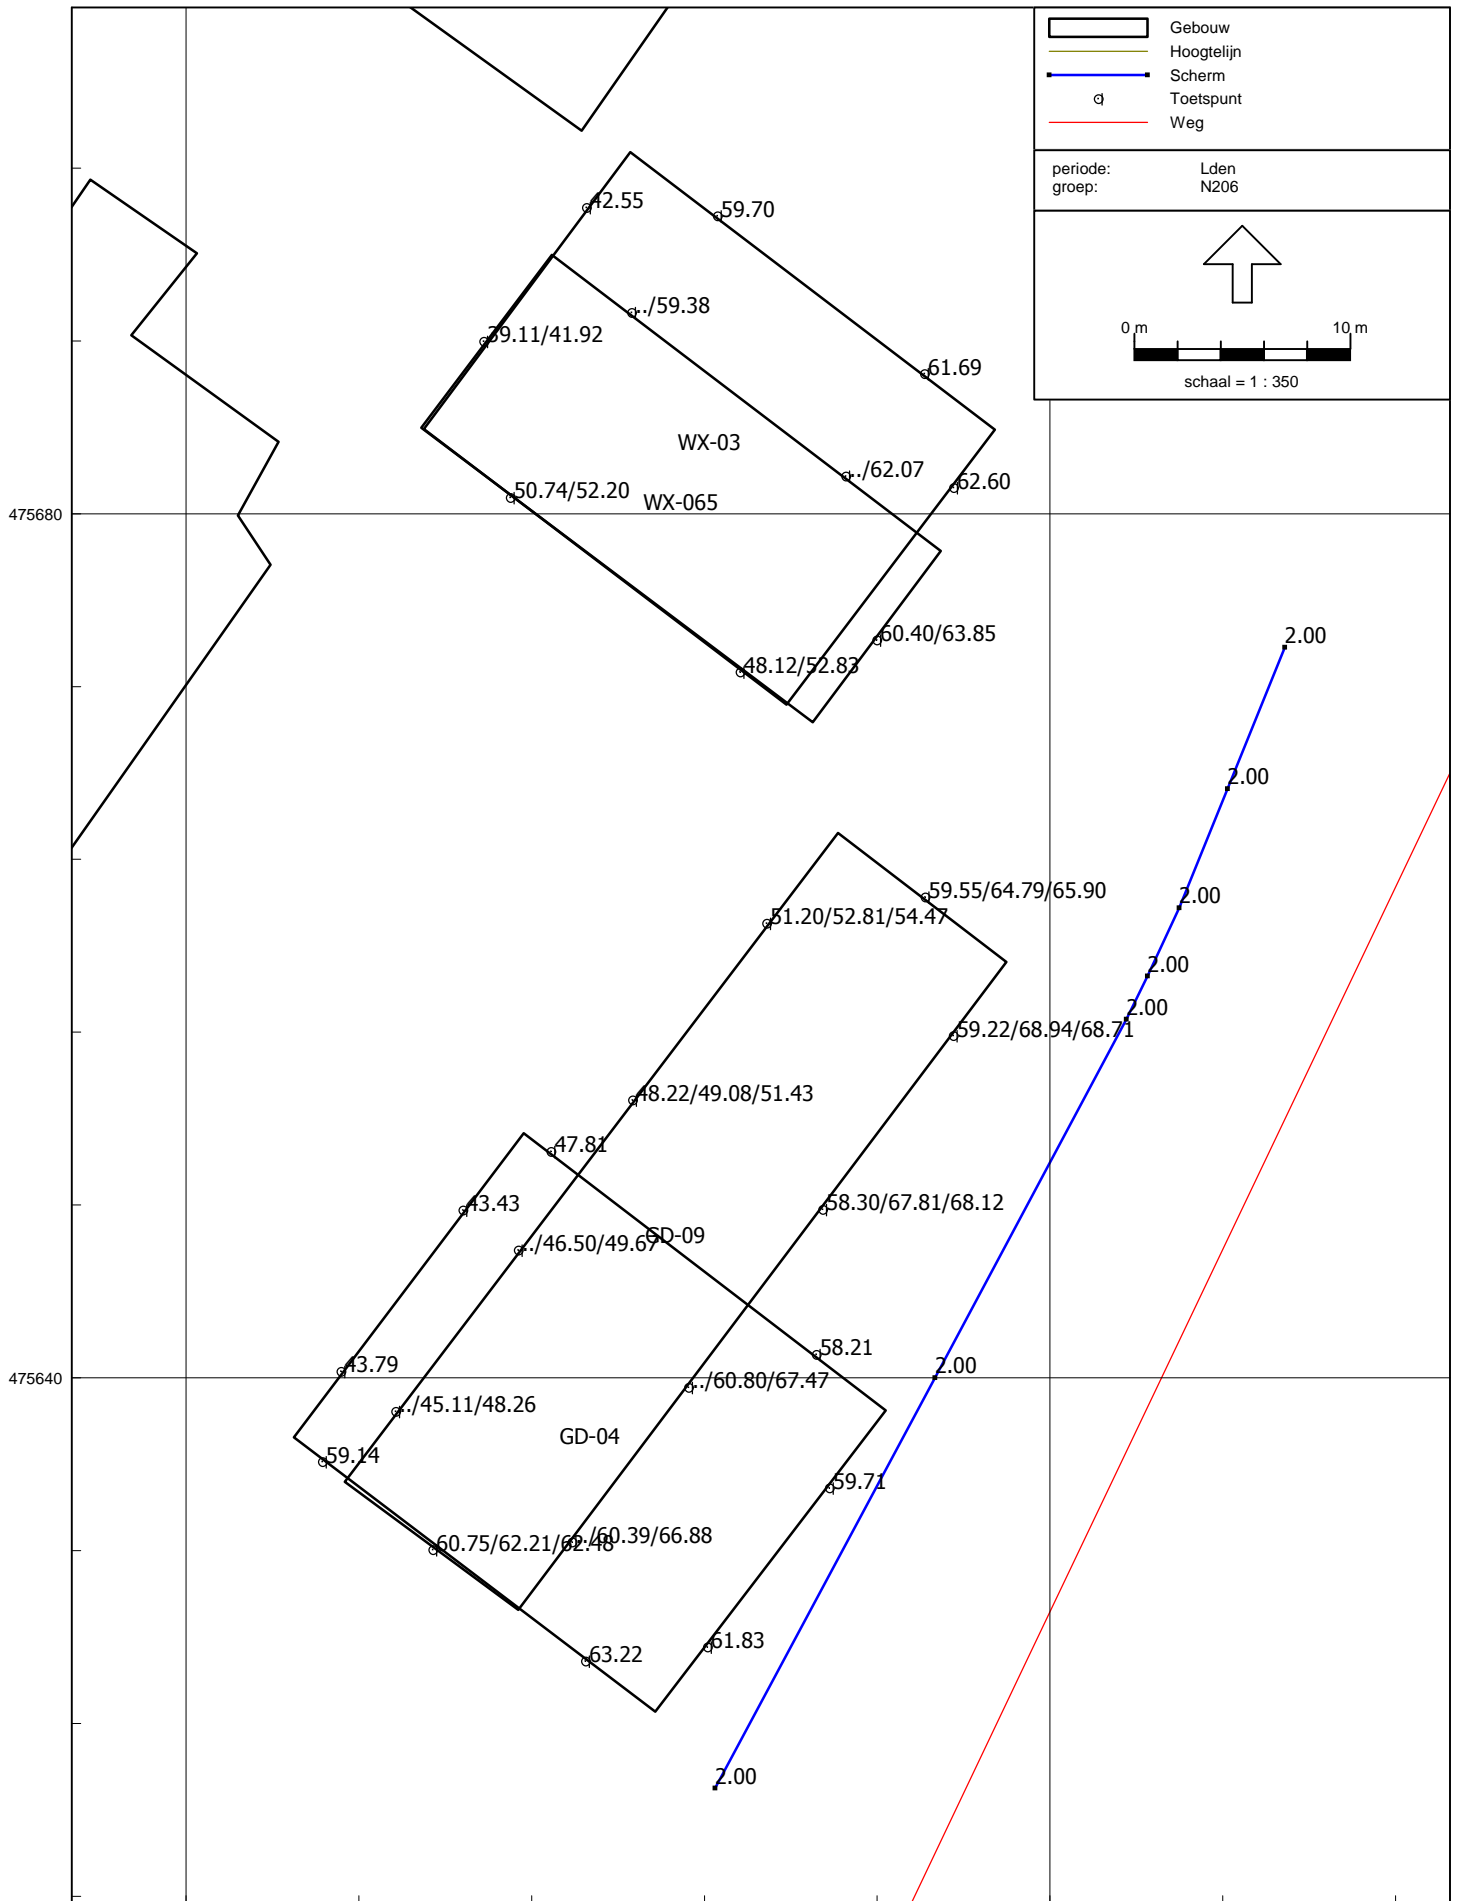 Gebouw
Hoogtelijn
Scherm
Toetspunt
Weg
periode: Lden
groep: N206
0 m 10 m
schaal = 1 : 350
42.55
59.70
../59.38
39.11/41.92
61.69
WX-03
../62.07
62.60
50.74/52.20
WX-065
475680
60.40/63.85
2.00
48.12/52.83
2.00
59.55/64.79/65.90
2.00
51.20/52.81/54.47
2.00
2.00
59.22/68.94/68.71
48.22/49.08/51.43
47.81
43.43
58.30/67.81/68.12
GD-09
../46.50/49.67
58.21
43.79
2.00
475640
../60.80/67.47
../45.11/48.26
GD-04
59.14
59.71
60.75/62.21/62.48
../60.39/66.88
61.83
63.22
2.00